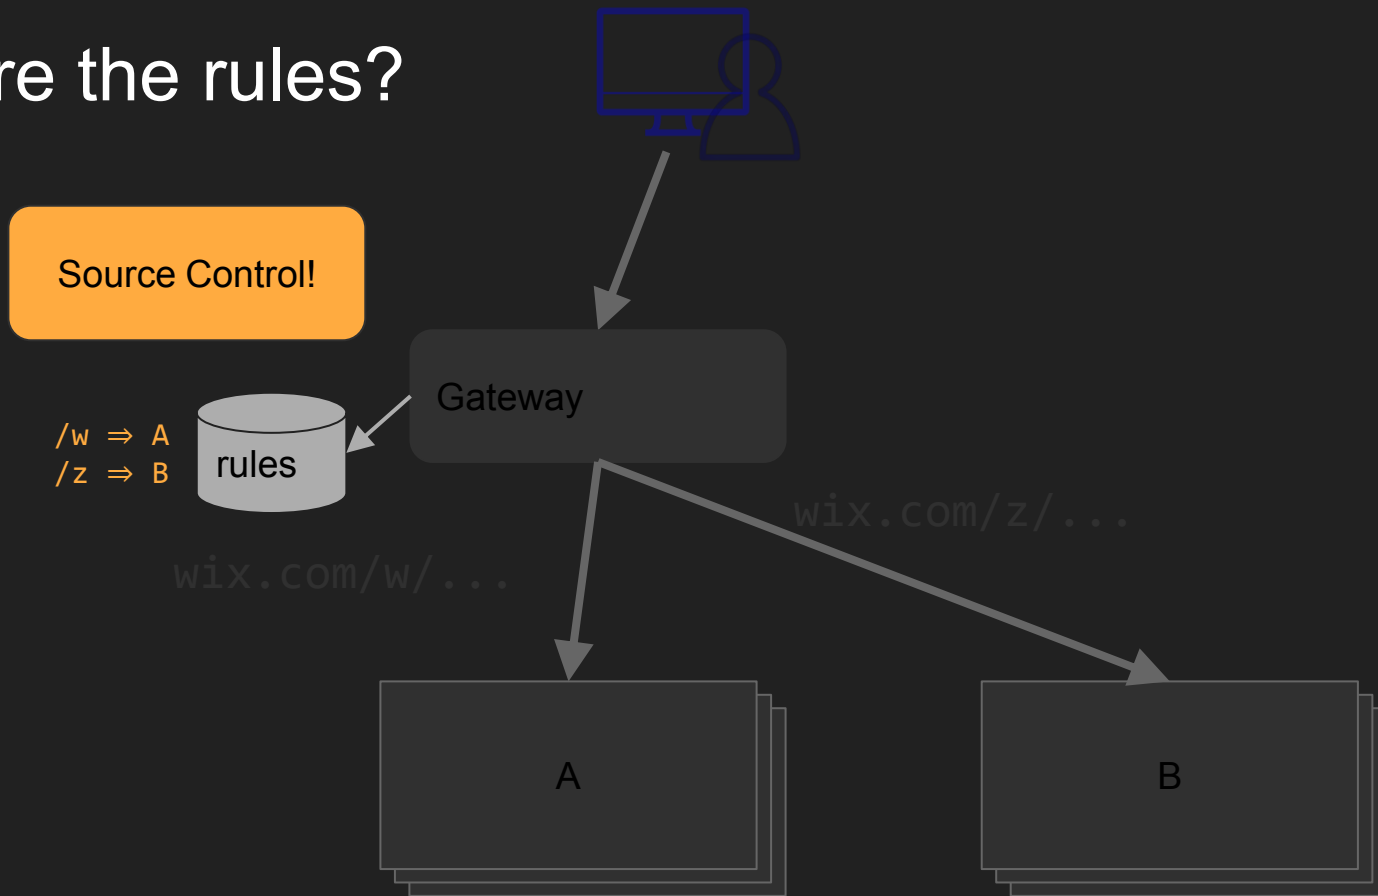 re the rules?
Source Control!
Gateway
/w ⇒ A
/z ⇒ B
rules
wix.com/z/...
wix.com/w/...
A
B